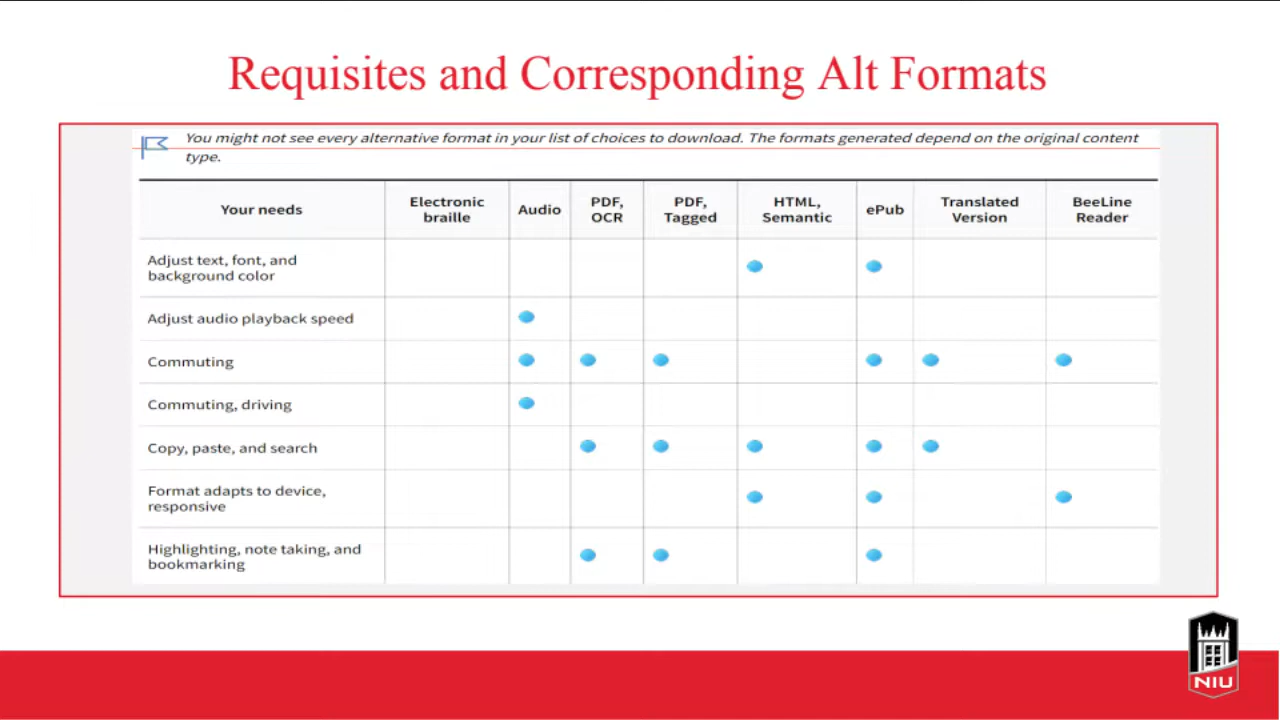 Requisites and Corresponding Alt Formats
You might not see every alternative format in your list of choices to download. The formats generated depend on the original content
type.
Your needs
Electronic
braille
Audio
PDF,
OCR
PDF,
Tagged
HTML,
Semantic
ePub
Translated
Version
BeeLine
Reader
Adjust text, font, and
background color
Adjust audio playback speed
Commuting
Commuting, driving
Copy, paste, and search
Format adapts to device,
responsive
Highlighting, note taking, and
bookmarking
NIU